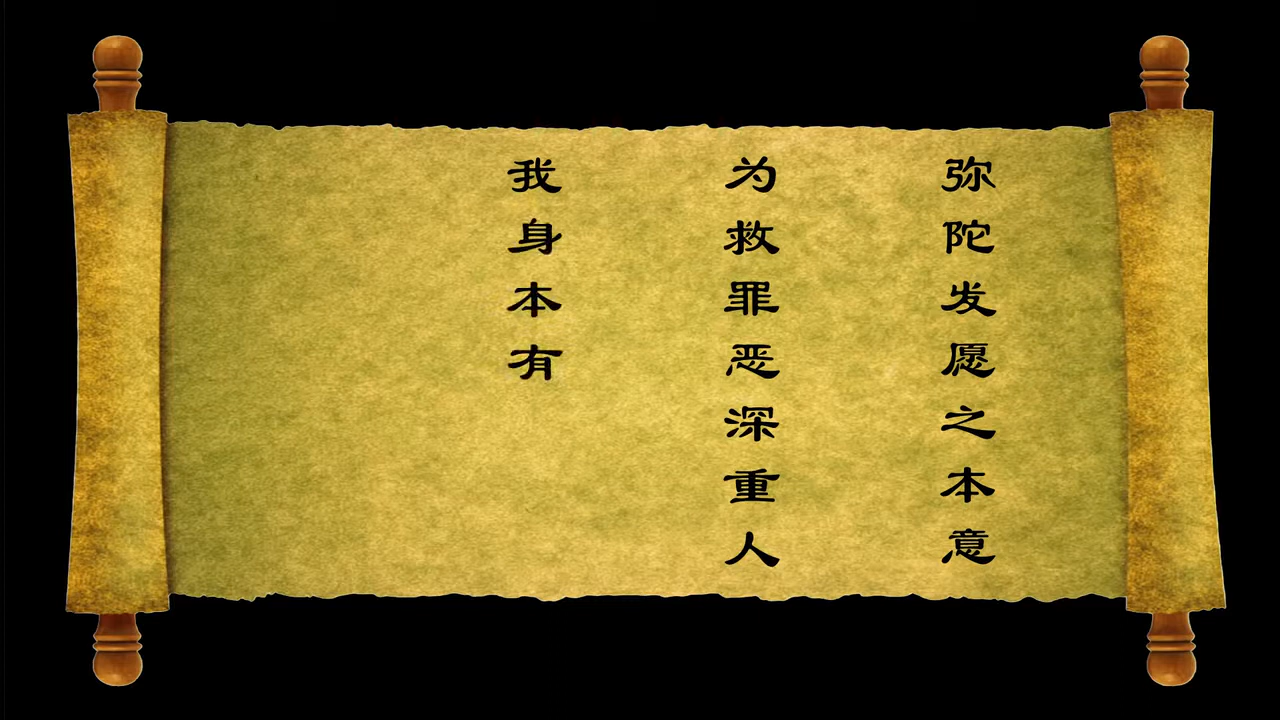 弥陀发愿之本意
为救罪恶深重人
我身本有